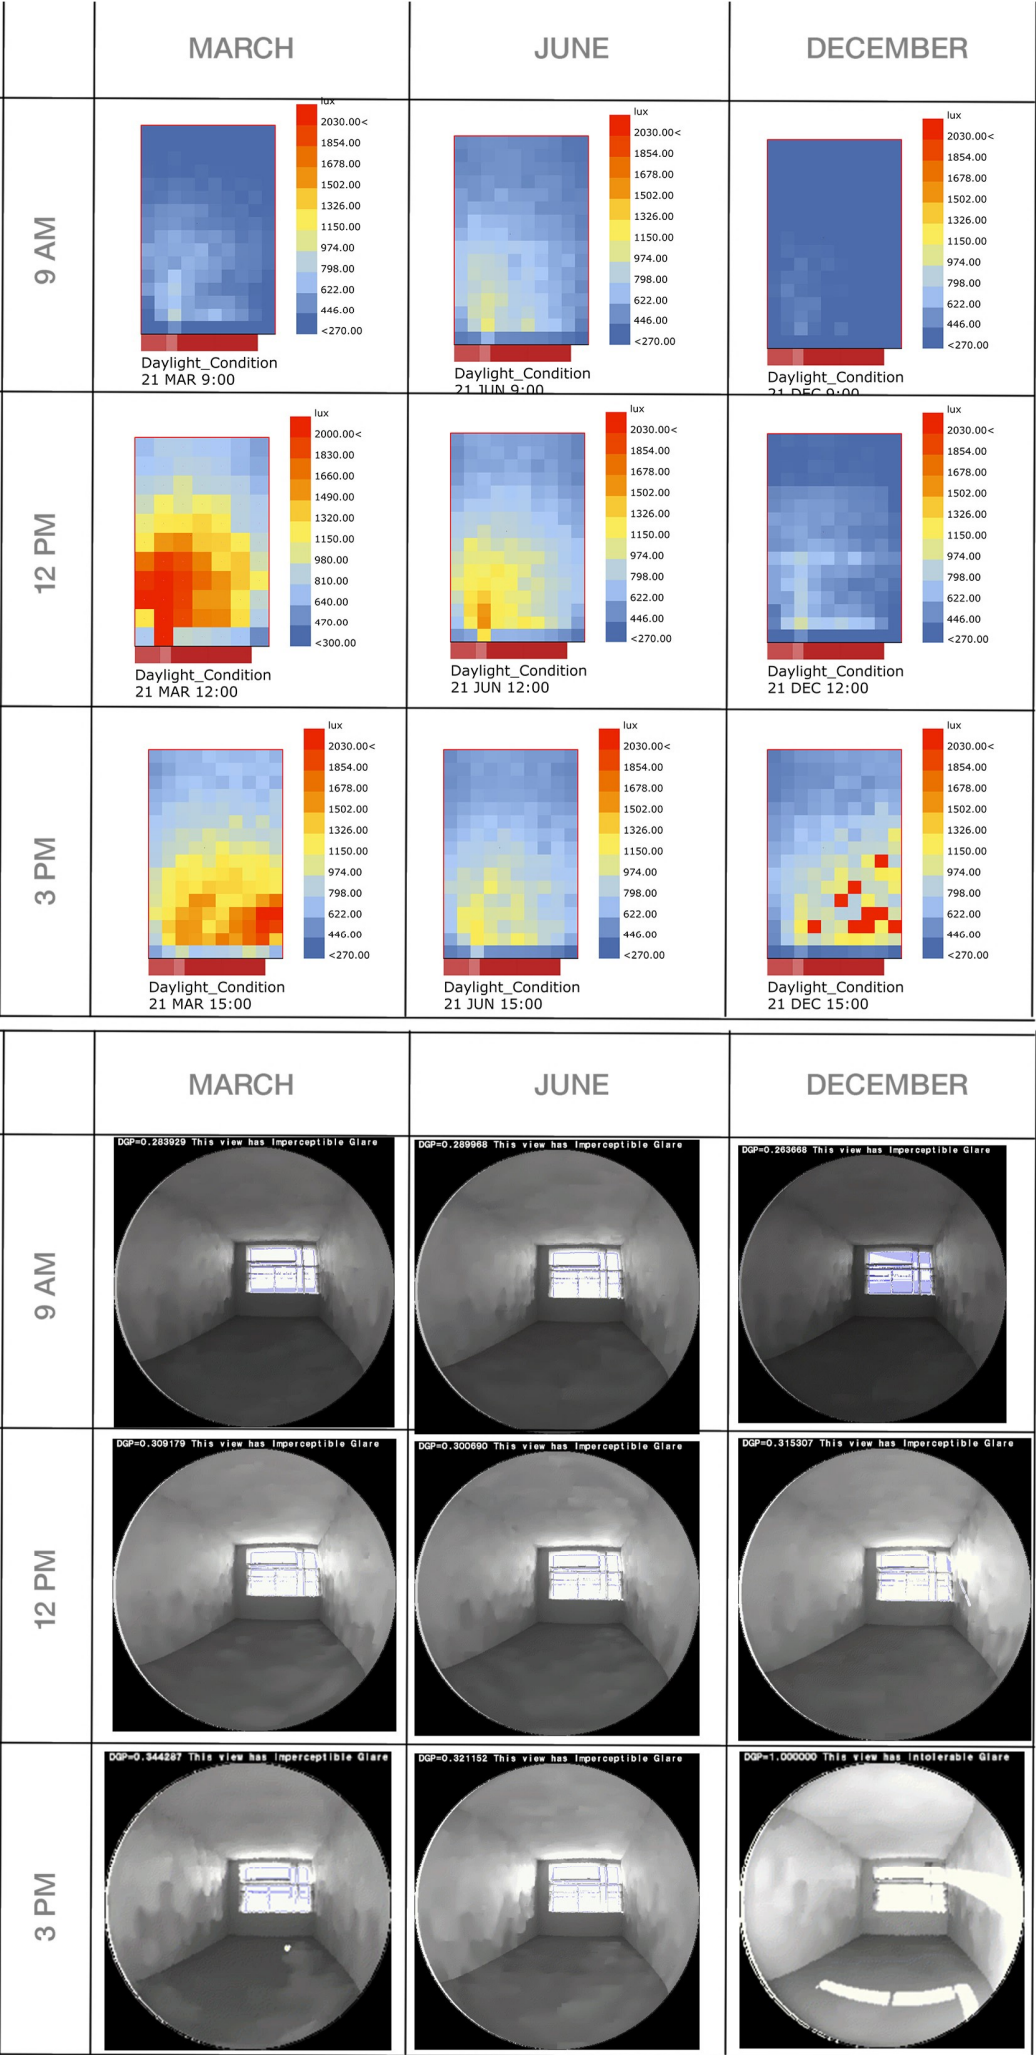 MARCH
JUNE
DECEMBER
9 AM
lux
2030.00<
1854.00
1678.00
1502.00
1326.00
1150.00
974.00
798.00
622.00
446.00
<270.00
Daylight_Condition
21 MAR 9:00
lux
2030.00<
1854.00
1678.00
1502.00
1326.00
1150.00
974.00
798.00
622.00
446.00
<270.00
Daylight_Condition
21 JUN 9:00
lux
2030.00<
1854.00
1678.00
1502.00
1326.00
1150.00
974.00
798.00
622.00
446.00
<270.00
Daylight_Condition
21 DEC 9:00
12 PM
lux
2000.00<
1830.00
1660.00
1490.00
1320.00
1150.00
980.00
810.00
640.00
470.00
<300.00
Daylight_Condition
21 MAR 12:00
lux
2030.00<
1854.00
1678.00
1502.00
1326.00
1150.00
974.00
798.00
622.00
446.00
<270.00
Daylight_Condition
21 JUN 12:00
lux
2030.00<
1854.00
1678.00
1502.00
1326.00
1150.00
974.00
798.00
622.00
446.00
<270.00
Daylight_Condition
21 DEC 12:00
3 PM
lux
2030.00<
1854.00
1678.00
1502.00
1326.00
1150.00
974.00
798.00
622.00
446.00
<270.00
Daylight_Condition
21 MAR 15:00
lux
2030.00<
1854.00
1678.00
1502.00
1326.00
1150.00
974.00
798.00
622.00
446.00
<270.00
Daylight_Condition
21 JUN 15:00
lux
2030.00<
1854.00
1678.00
1502.00
1326.00
1150.00
974.00
798.00
622.00
446.00
<270.00
Daylight_Condition
21 DEC 15:00
MARCH
JUNE
DECEMBER
9 AM
DGP=0.283929 This view has Imperceptible Glare
DGP=0.289968 This view has Imperceptible Glare
DGP=0.263668 This view has Imperceptible Glare
12 PM
DGP=0.309179 This view has Imperceptible Glare
DGP=0.300690 This view has Imperceptible Glare
DGP=0.315307 This view has Imperceptible Glare
3 PM
DGP=0.344287 This view has Imperceptible Glare
DGP=0.321152 This view has Imperceptible Glare
DGP=1.000000 This view has Intolerable Glare